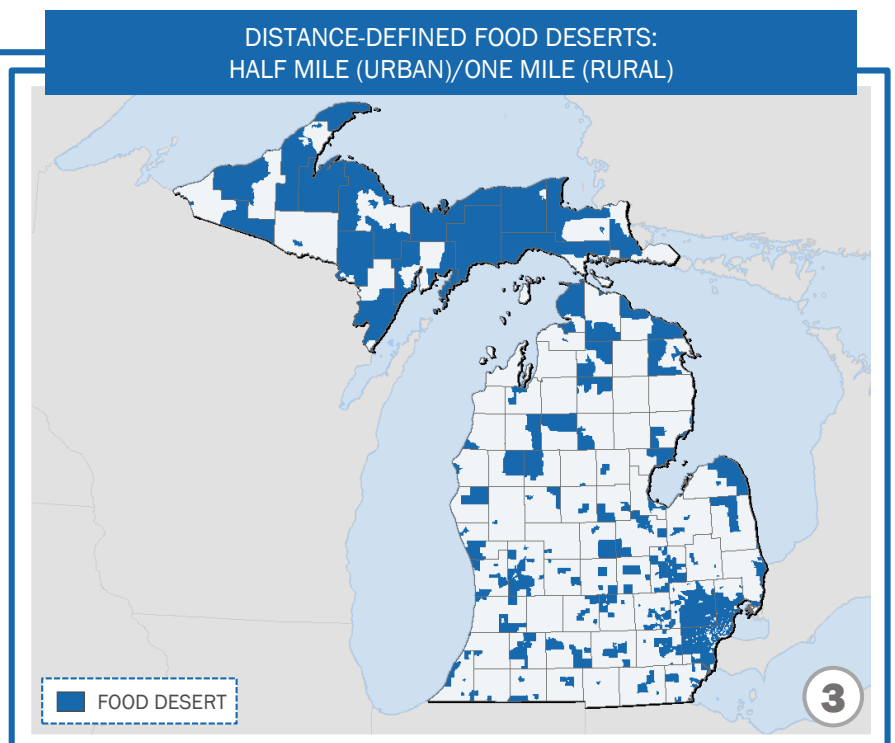 DISTANCE-DEFINED FOOD DESERTS:
HALF MILE (URBAN)/ONE MILE (RURAL)
FOOD DESERT
3